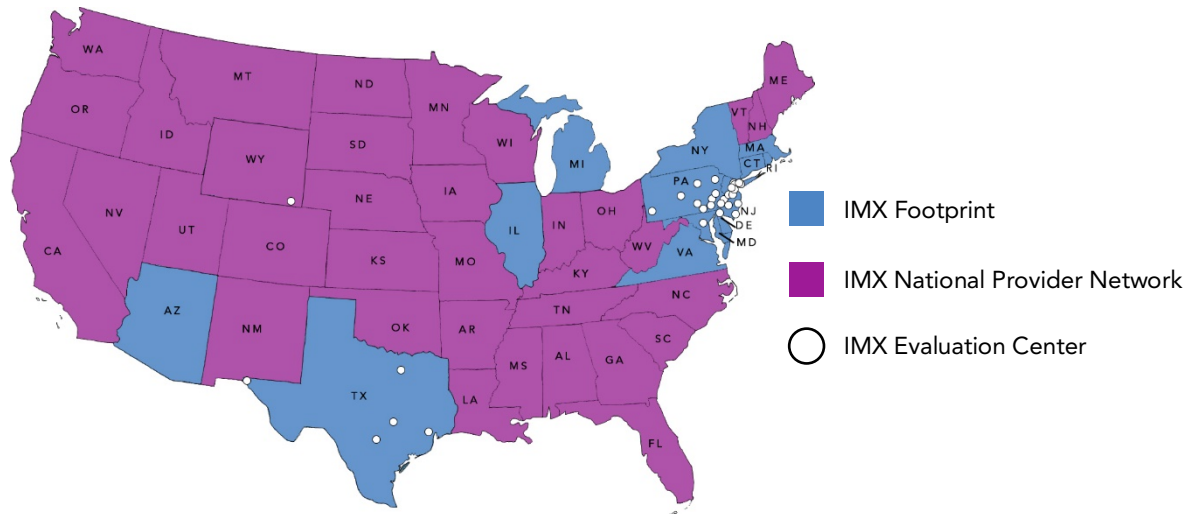 WA
MT
ND
MN
ME
OR
ID
SD
WI
VT
NH
WY
MI
NY
MA
CT
RI
NE
IA
PA
NV
UT
CO
IL
IN
OH
NJ
DE
MD
CA
KS
MO
WV
VA
KY
AZ
NM
OK
AR
TN
NC
SC
TX
LA
MS
AL
GA
FL
IMX Footprint
IMX National Provider Network
IMX Evaluation Center